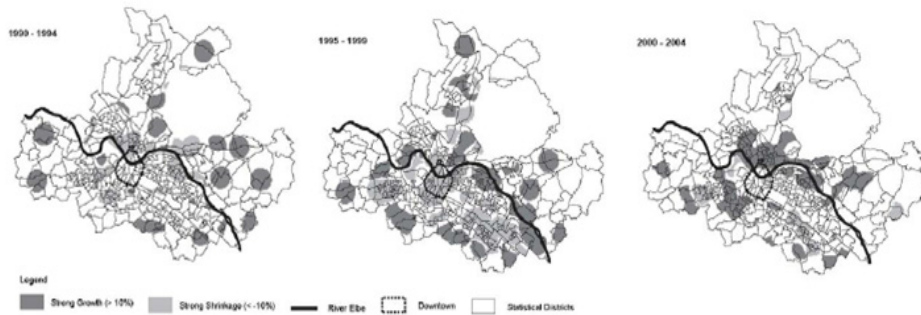 1990 - 1994
1995 - 1999
2000 - 2004
Legend
Strong Growth (> 10%)
Strong Shrinkage (< -10%)
River Elbe
Downtown
Statistical Districts